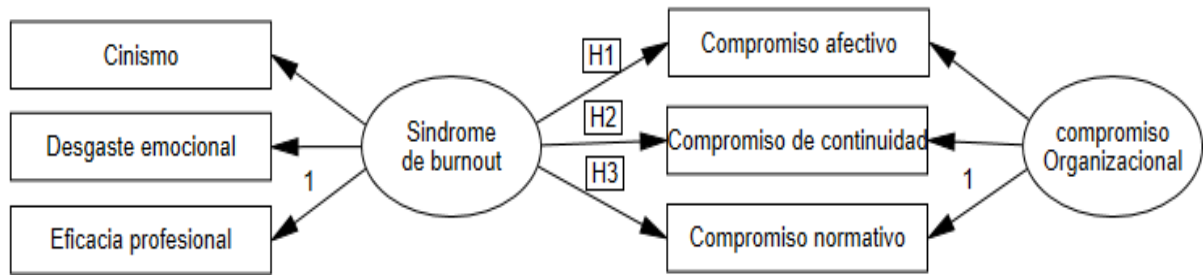 Cinismo
Desgaste emocional
1
Eficacia profesional
Sindrome
de burnout
H1
H2
H3
Compromiso afectivo
Compromiso de continuidad
Compromiso normativo
1
compromiso
Organizacional